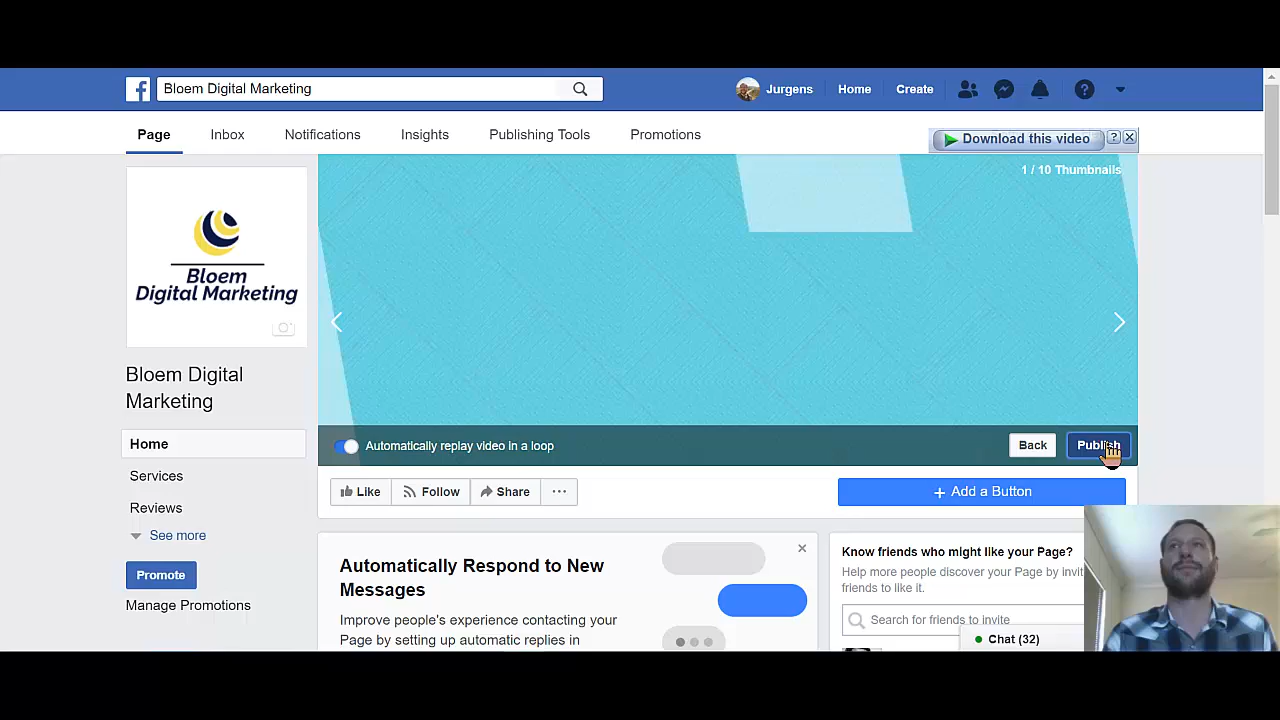 Bloem Digital Marketing
Jurgens
Home
Create
Page
Inbox
Notifications
Insights
Publishing Tools
Promotions
Download this video
?
1 / 10 Thumbnails
Bloem
Digital Marketing
Bloem Digital
Marketing
Home
Services
Reviews
See more
Promote
Manage Promotions
Automatically replay video in a loop
Back
Publish
Like
Follow
Share
+ Add a Button
Automatically Respond to New
Messages
Improve people's experience contacting your
Page by setting up automatic replies in
Know friends who might like your Page?
Help more people discover your Page by invit
friends to like it.
Search for friends to invite
Chat (32)